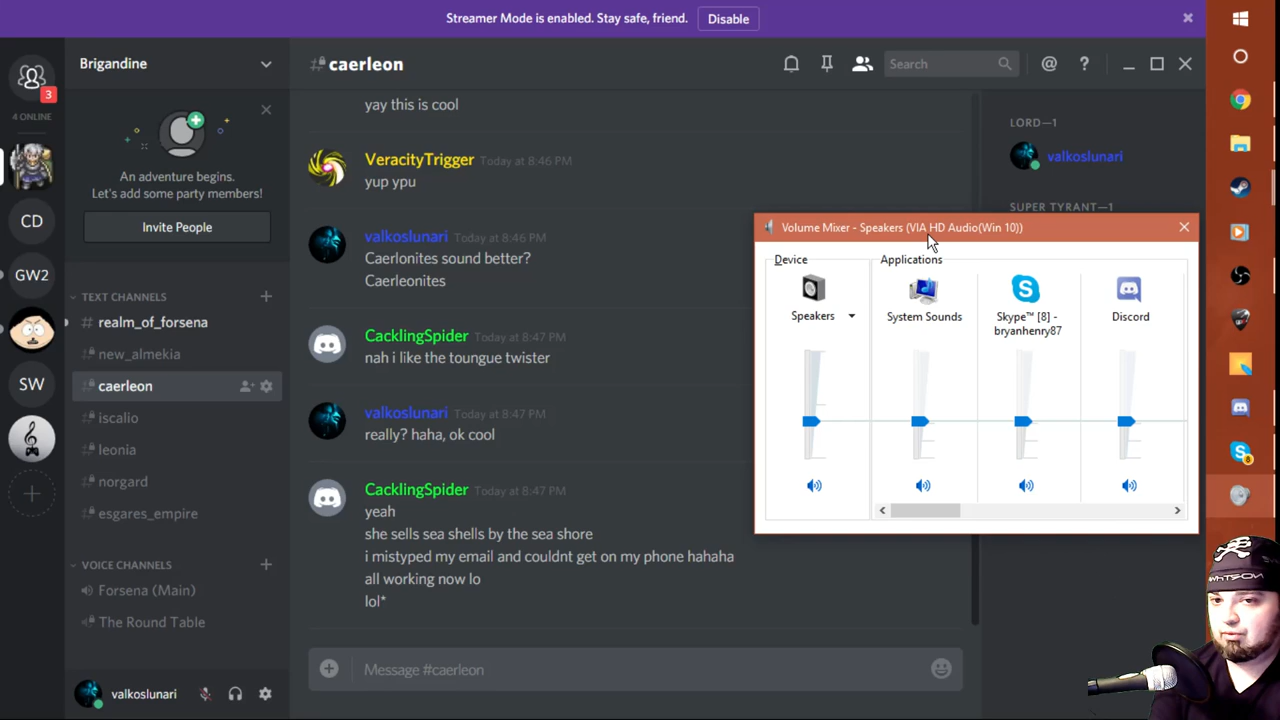 Streamer Mode is enabled. Stay safe, friend.
Disable
3
4 ONLINE
CD
GW2
SW
Brigandine
An adventure begins.
Let's add some party members!
Invite People
TEXT CHANNELS
# realm_of_forsena
# new_almekia
# caerleon
# iscalio
# leonia
# norgard
# esgares_empire
VOICE CHANNELS
Forsena (Main)
The Round Table
valkoslunari
# caerleon
Search
@ ?
yay this is cool
VeracityTrigger Today at 8:46 PM
yup ypu
valkoslunari Today at 8:46 PM
Caerlonites sound better?
Caerleonites
CacklingSpider Today at 8:47 PM
nah i like the toungue twister
valkoslunari Today at 8:47 PM
really? haha, ok cool
CacklingSpider Today at 8:47 PM
yeah
she sells sea shells by the sea shore
i mistyped my email and couldnt get on my phone hahaha
all working now lo
lol*
Message #caerleon
LORD—1
valkoslunari
SUPER TYRANT—1
Volume Mixer - Speakers (VIA HD Audio(Win 10))
Device
Applications
Speakers
System Sounds
Skype™ [8] -
bryanhenry87
Discord